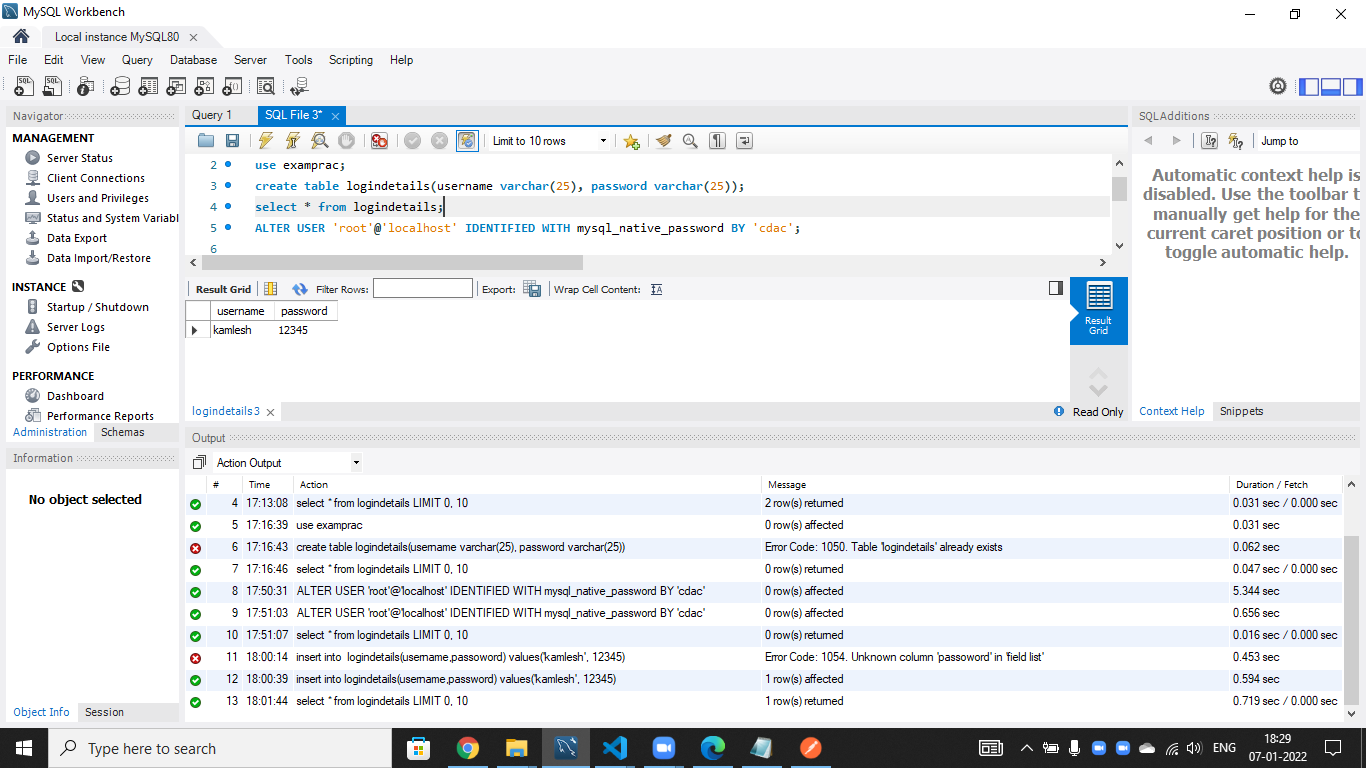 MySQL Workbench
Local instance MySQL80
File Edit View Query Database Server Tools Scripting Help
Navigator
MANAGEMENT
Server Status
Client Connections
Users and Privileges
Status and System Variabl
Data Export
Data Import/Restore
INSTANCE
Startup / Shutdown
Server Logs
Options File
PERFORMANCE
Dashboard
Performance Reports
Administration Schemas
Information
No object selected
Object Info Session
Query 1 SQL File 3*
Limit to 10 rows
2 use examprac;
3 create table logindetails(username varchar(25), password varchar(25));
4 select * from logindetails;
5 ALTER USER 'root'@'localhost' IDENTIFIED WITH mysql_native_password BY 'cdac';
6
Result Grid Filter Rows: Export: Wrap Cell Content:
username password
kamlesh 12345
Result
Grid
logindetails 3
Read Only
SQLAdditions
Jump to
Automatic context help is
disabled. Use the toolbar t
manually get help for the
current caret position or to
toggle automatic help.
Context Help Snippets
Output
Action Output
# Time Action Message Duration / Fetch
4 17:13:08 select * from logindetails LIMIT 0, 10 2 row(s) returned 0.031 sec / 0.000 sec
5 17:16:39 use examprac 0 row(s) affected 0.031 sec
6 17:16:43 create table logindetails(username varchar(25), password varchar(25)) Error Code: 1050. Table 'logindetails' already exists 0.062 sec
7 17:16:46 select * from logindetails LIMIT 0, 10 0 row(s) returned 0.047 sec / 0.000 sec
8 17:50:31 ALTER USER 'root'@'localhost' IDENTIFIED WITH mysql_native_password BY 'cdac' 0 row(s) affected 5.344 sec
9 17:51:03 ALTER USER 'root'@'localhost' IDENTIFIED WITH mysql_native_password BY 'cdac' 0 row(s) affected 0.656 sec
10 17:51:07 select * from logindetails LIMIT 0, 10 0 row(s) returned 0.016 sec / 0.000 sec
11 18:00:14 insert into logindetails(username,passoword) values('kamlesh', 12345) Error Code: 1054. Unknown column 'passoword' in 'field list' 0.453 sec
12 18:00:39 insert into logindetails(username,password) values('kamlesh', 12345) 1 row(s) affected 0.594 sec
13 18:01:44 select * from logindetails LIMIT 0, 10 1 row(s) returned 0.719 sec / 0.000 sec
Type here to search
ENG
18:29
07-01-2022